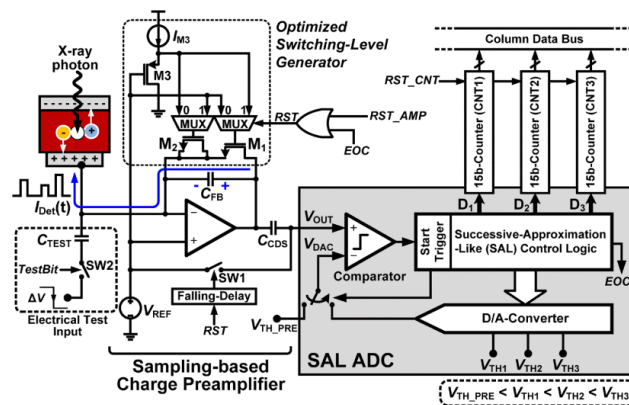 X-ray
photon
- +
+ + + + +
I_Det(t)
C_TEST
TestBit
SW2
ΔV
Electrical Test
Input
I_M3
M3
Optimized
Switching-Level
Generator
0 1 0 1
MUX MUX
M2 M1
RST
RST_AMP
EOC
- +
C_FB
−
+
C_CDS
SW1
Falling-Delay
RST
V_REF
Sampling-based
Charge Preamplifier
V_TH_PRE
V_OUT
V_DAC
+
−
Comparator
Start
Trigger
Successive-Approximation
-Like (SAL) Control Logic
EOC
D/A-Converter
V_TH1 V_TH2 V_TH3
SAL ADC
V_TH_PRE < V_TH1 < V_TH2 < V_TH3
Column Data Bus
RST_CNT
15b-Counter (CNT1)
15b-Counter (CNT2)
15b-Counter (CNT3)
D1 D2 D3